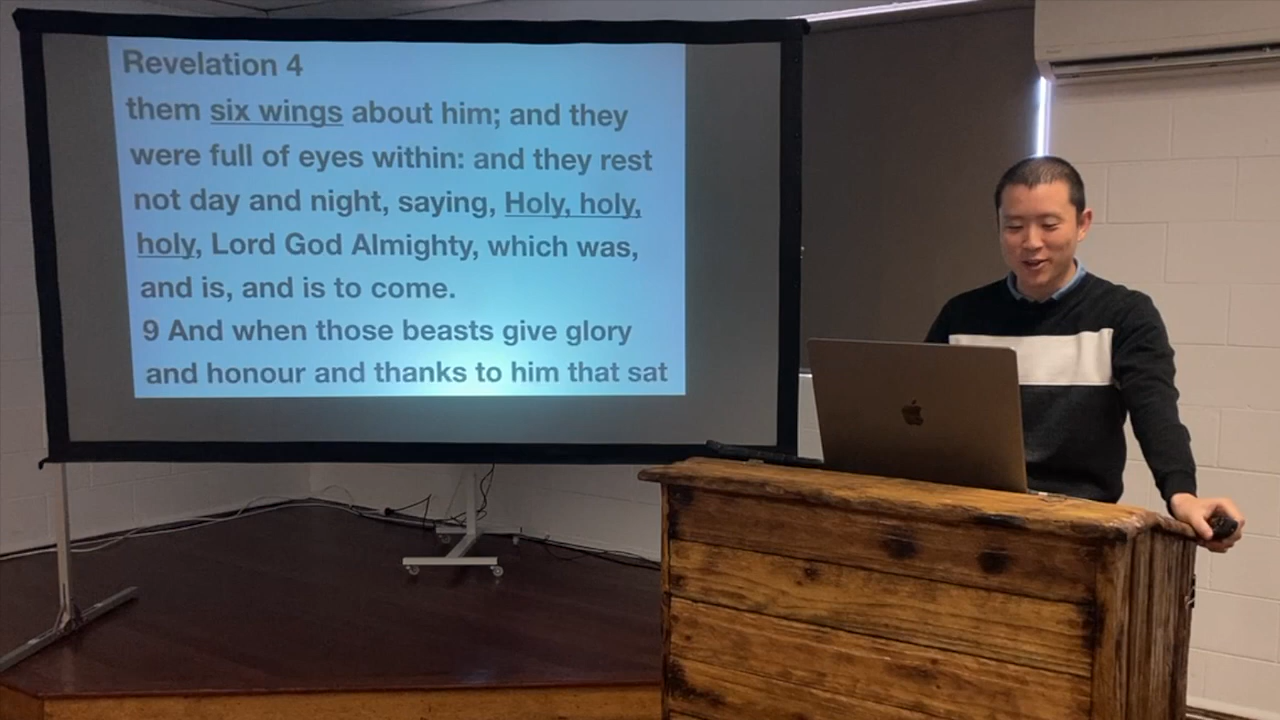 Revelation 4
them six wings about him; and they
were full of eyes within: and they rest
not day and night, saying, Holy, holy,
holy, Lord God Almighty, which was,
and is, and is to come.
9 And when those beasts give glory
and honour and thanks to him that sat